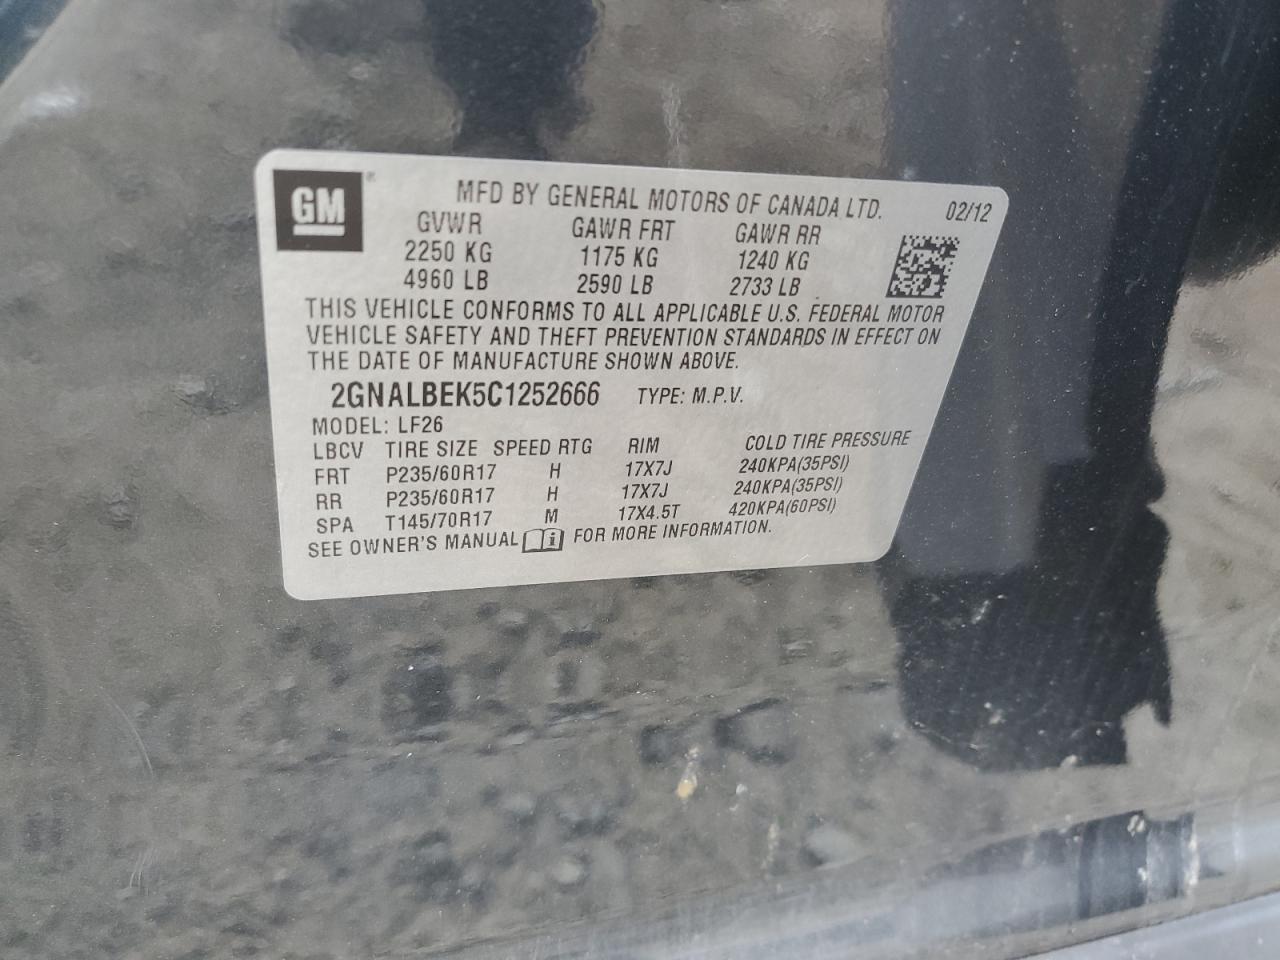 GM
MFD BY GENERAL MOTORS OF CANADA LTD. 02/12
GVWR GAWR FRT GAWR RR
2250 KG 1175 KG 1240 KG
4960 LB 2590 LB 2733 LB
THIS VEHICLE CONFORMS TO ALL APPLICABLE U.S. FEDERAL MOTOR
VEHICLE SAFETY AND THEFT PREVENTION STANDARDS IN EFFECT ON
THE DATE OF MANUFACTURE SHOWN ABOVE.
2GNALBEK5C1252666 TYPE: M.P.V.
MODEL: LF26
LBCV TIRE SIZE SPEED RTG RIM COLD TIRE PRESSURE
FRT P235/60R17 H 17X7J 240KPA(35PSI)
RR P235/60R17 H 17X7J 240KPA(35PSI)
SPA T145/70R17 M 17X4.5T 420KPA(60PSI)
SEE OWNER'S MANUAL i FOR MORE INFORMATION.